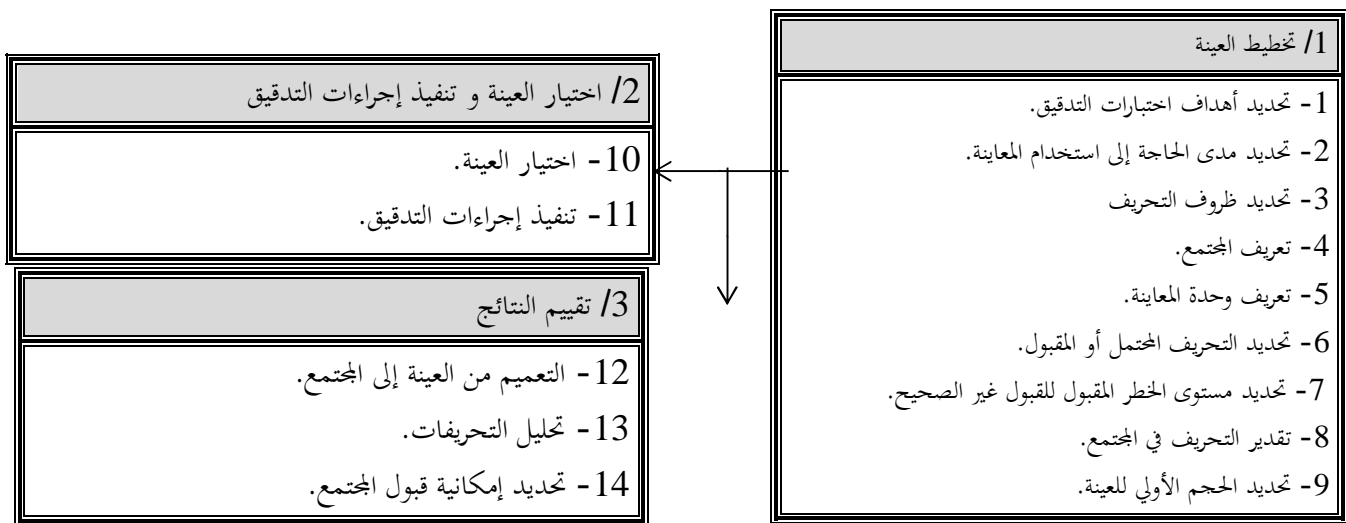 1/ تخطيط العينة
1- تحديد أهداف اختبارات التدقيق.
2- تحديد مدى الحاجة إلى استخدام المعاينة.
3- تحديد ظروف التحريف
4- تعريف المجتمع.
5- تعريف وحدة المعاينة.
6- تحديد التحريف المحتمل أو المقبول.
7- تحديد مستوى الخطر المقبول للقبول غير الصحيح.
8- تقدير التحريف في المجتمع.
9- تحديد الحجم الأولي للعينة.
2/ اختيار العينة و تنفيذ إجراءات التدقيق
10- اختيار العينة.
11- تنفيذ إجراءات التدقيق.
3/ تقييم النتائج
12- التعميم من العينة إلى المجتمع.
13- تحليل التحريفات.
14- تحديد إمكانية قبول المجتمع.